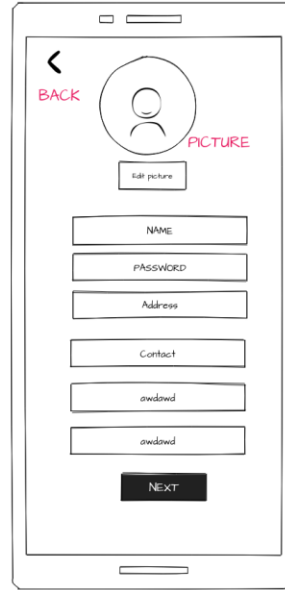 BACK
PICTURE
Edit picture
NAME
PASSWORD
Address
Contact
awdawd
awdawd
NEXT